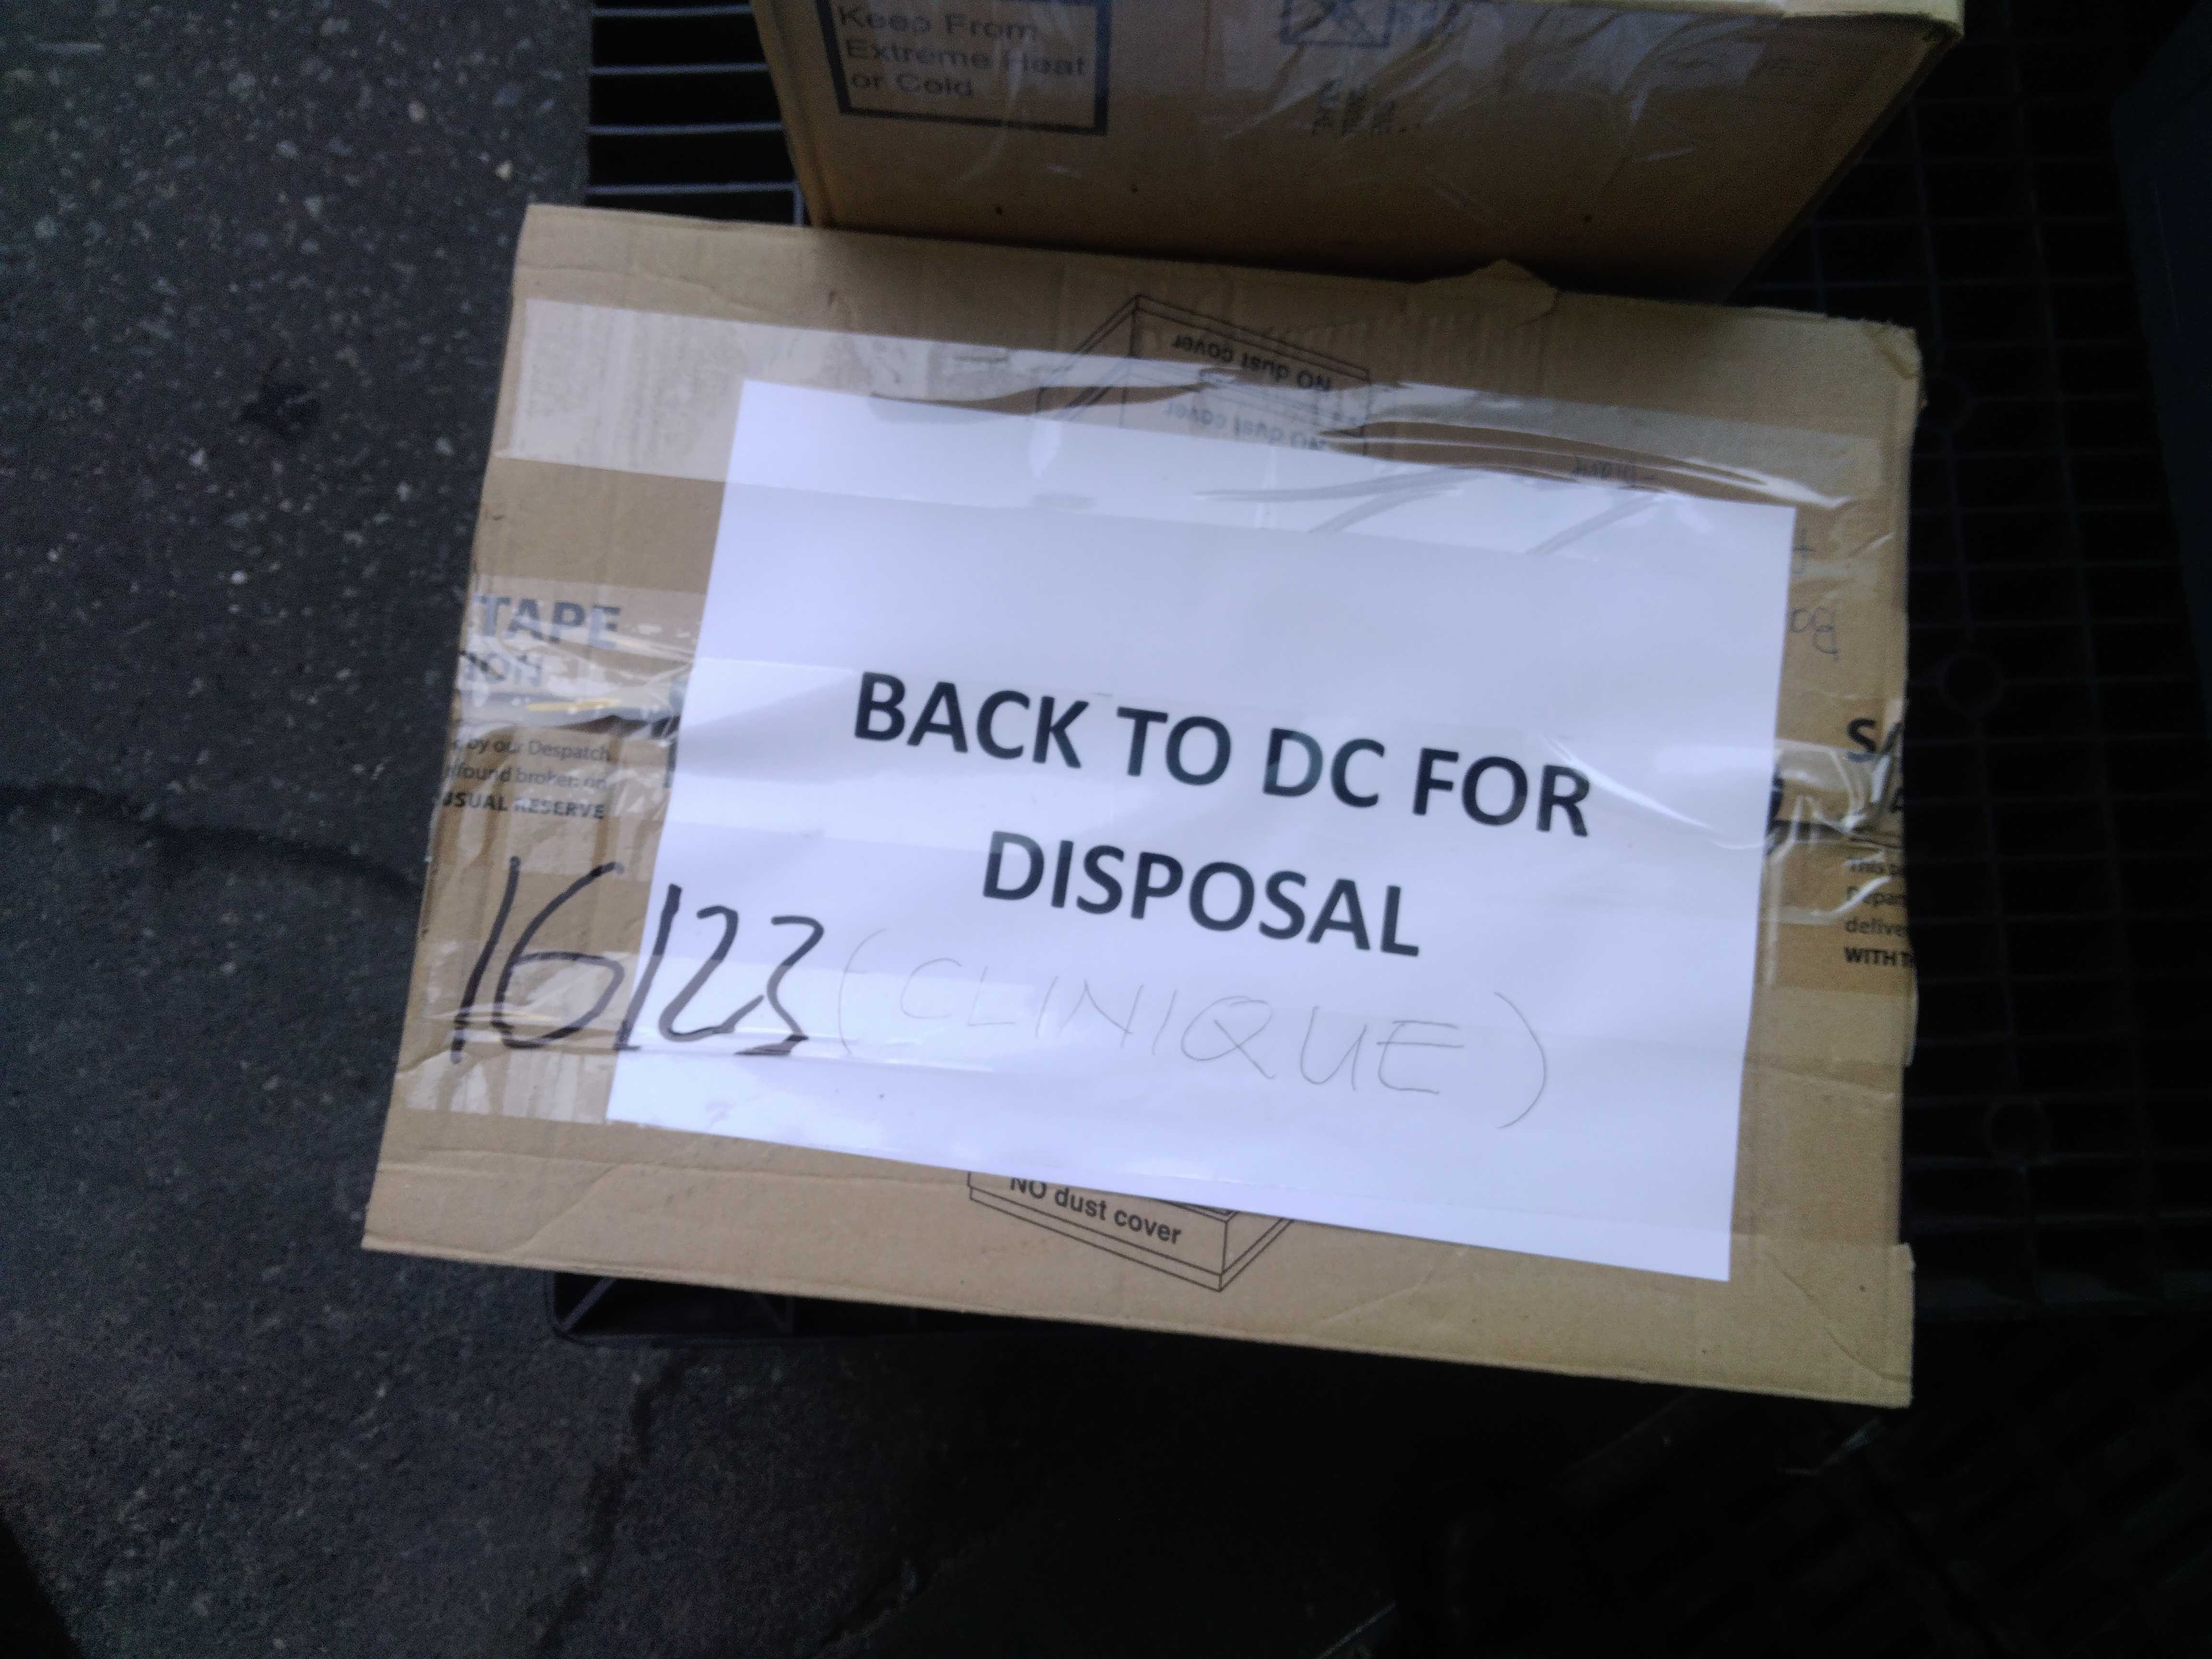 Keep From
Extreme Heat
or Cold
NO dust cover
NO dust cover
TAPE
by our Despatch
found broken on
USUAL RESERVE
BACK TO DC FOR
DISPOSAL
16/23 (CLINIQUE)
WITH
NO dust cover